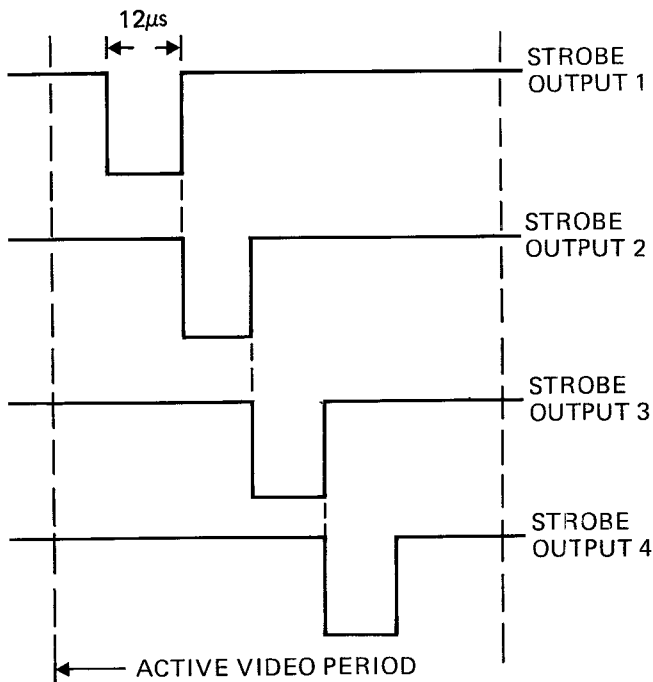 12μs
STROBE
OUTPUT 1
STROBE
OUTPUT 2
STROBE
OUTPUT 3
STROBE
OUTPUT 4
ACTIVE VIDEO PERIOD